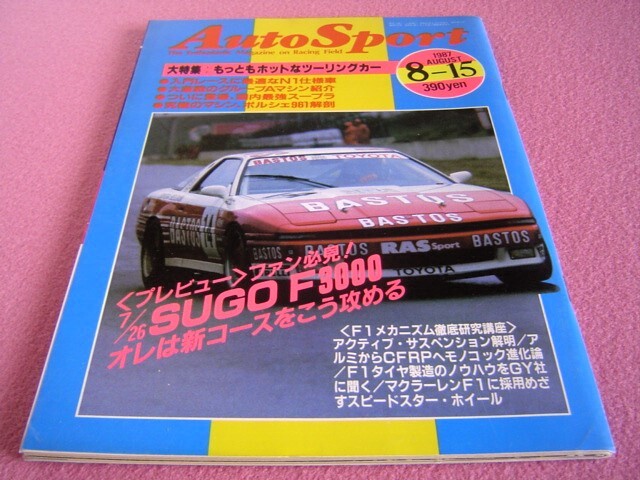 AutoSport
The Enthusiastic Magazine on Racing Field
1987
AUGUST
8-15
390yen
大特集:もっともホットなツーリングカー
●入門レースに最適なN1仕様車
●大激戦のグループAマシン紹介
●ついに登場、国内最強スープラ
●究極のマシン、ポルシェ961解剖
BASTOS TOYOTA
BASTOS
BASTOS
BASTOS
BASTOS
BASTOS
RAS Sport
BASTOS
TOYOTA
<プレビュー>ファン必見!
7/26 SUGO F3000
オレは新コースをこう攻める
<F1メカニズム徹底研究講座>
アクティブ・サスペンション解明/ア
ルミからCFRPへモノコック進化論
/F1タイヤ製造のノウハウをGY社
に聞く/マクラーレンF1に採用めざ
すスピードスター・ホイール